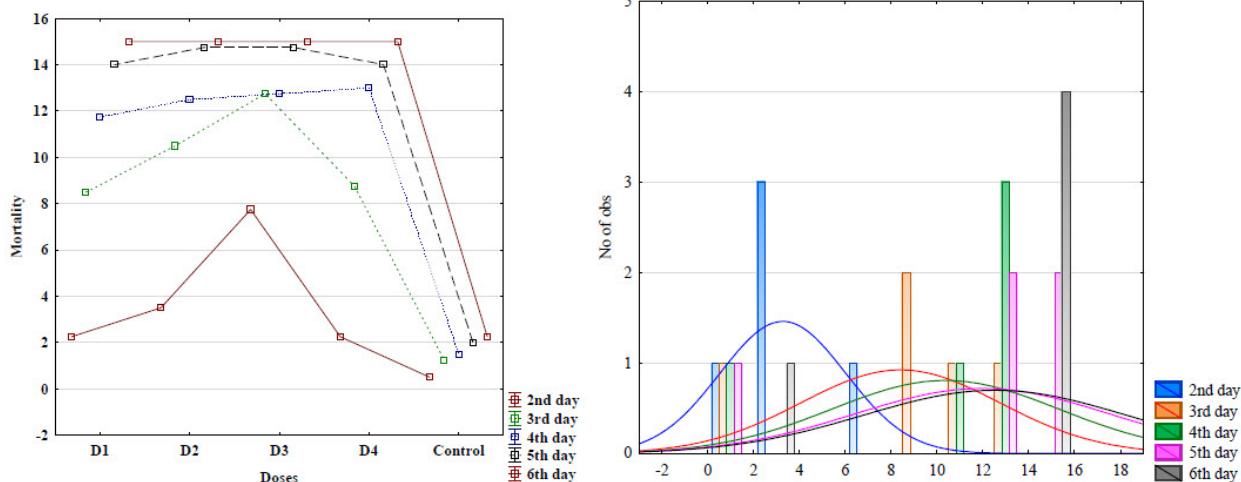 16
14
12
10
8
6
4
2
0
-2
Mortality
D1 D2 D3 D4 Control
Doses
2nd day
3rd day
4th day
5th day
6th day
5
4
3
2
1
0
No of obs
-2 0 2 4 6 8 10 12 14 16 18
2nd day
3rd day
4th day
5th day
6th day